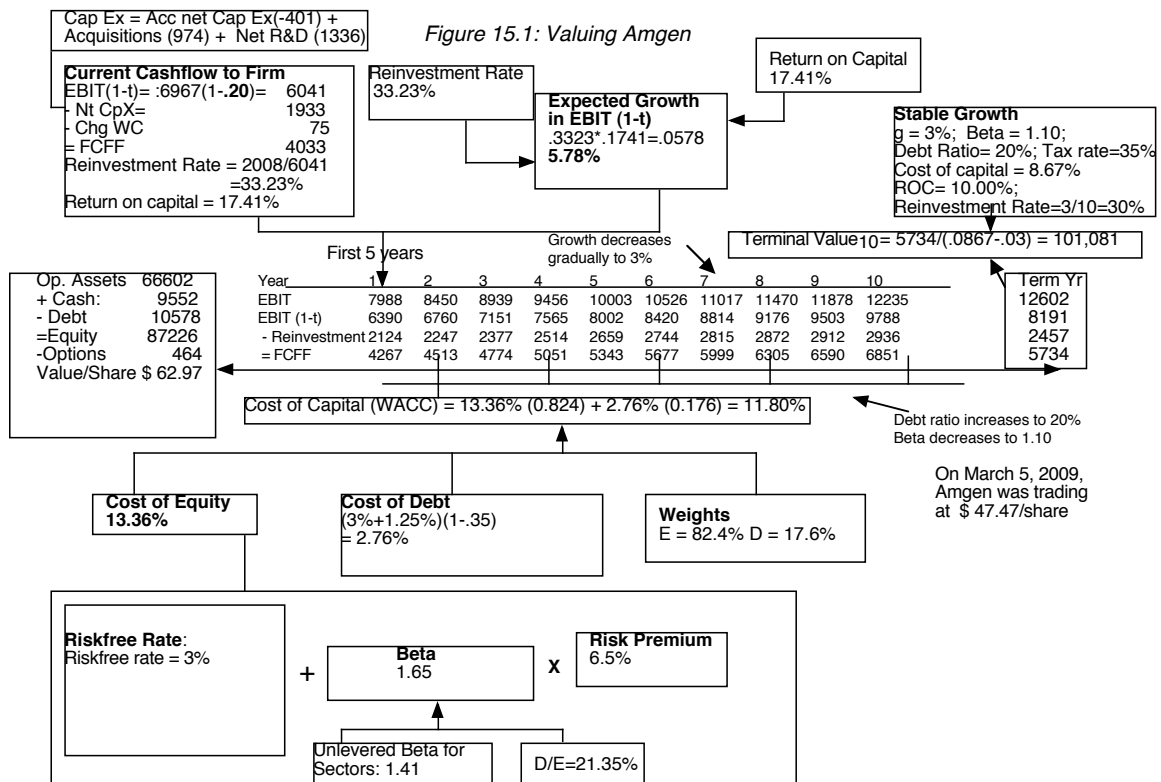 Cap Ex = Acc net Cap Ex(-401) +
Acquisitions (974) + Net R&D (1336)
Figure 15.1: Valuing Amgen
Current Cashflow to Firm
EBIT(1-t)= :6967(1-.20)= 6041
- Nt CpX= 1933
- Chg WC 75
= FCFF 4033
Reinvestment Rate = 2008/6041
=33.23%
Return on capital = 17.41%
Reinvestment Rate
33.23%
Expected Growth
in EBIT (1-t)
.3323*.1741=.0578
5.78%
Return on Capital
17.41%
Stable Growth
g = 3%; Beta = 1.10;
Debt Ratio= 20%; Tax rate=35%
Cost of capital = 8.67%
ROC= 10.00%;
Reinvestment Rate=3/10=30%
Terminal Value10= 5734/(.0867-.03) = 101,081
First 5 years
Growth decreases
gradually to 3%
Op. Assets 66602
+ Cash: 9552
- Debt 10578
=Equity 87226
-Options 464
Value/Share $ 62.97
Year 1 2 3 4 5 6 7 8 9 10
EBIT 7988 8450 8939 9456 10003 10526 11017 11470 11878 12235
EBIT (1-t) 6390 6760 7151 7565 8002 8420 8814 9176 9503 9788
- Reinvestment 2124 2247 2377 2514 2659 2744 2815 2872 2912 2936
= FCFF 4267 4513 4774 5051 5343 5677 5999 6305 6590 6851
Term Yr
12602
8191
2457
5734
Cost of Capital (WACC) = 13.36% (0.824) + 2.76% (0.176) = 11.80%
Debt ratio increases to 20%
Beta decreases to 1.10
On March 5, 2009,
Amgen was trading
at $ 47.47/share
Cost of Equity
13.36%
Cost of Debt
(3%+1.25%)(1-.35)
= 2.76%
Weights
E = 82.4% D = 17.6%
Riskfree Rate:
Riskfree rate = 3%
+
Beta
1.65
X
Risk Premium
6.5%
Unlevered Beta for
Sectors: 1.41
D/E=21.35%